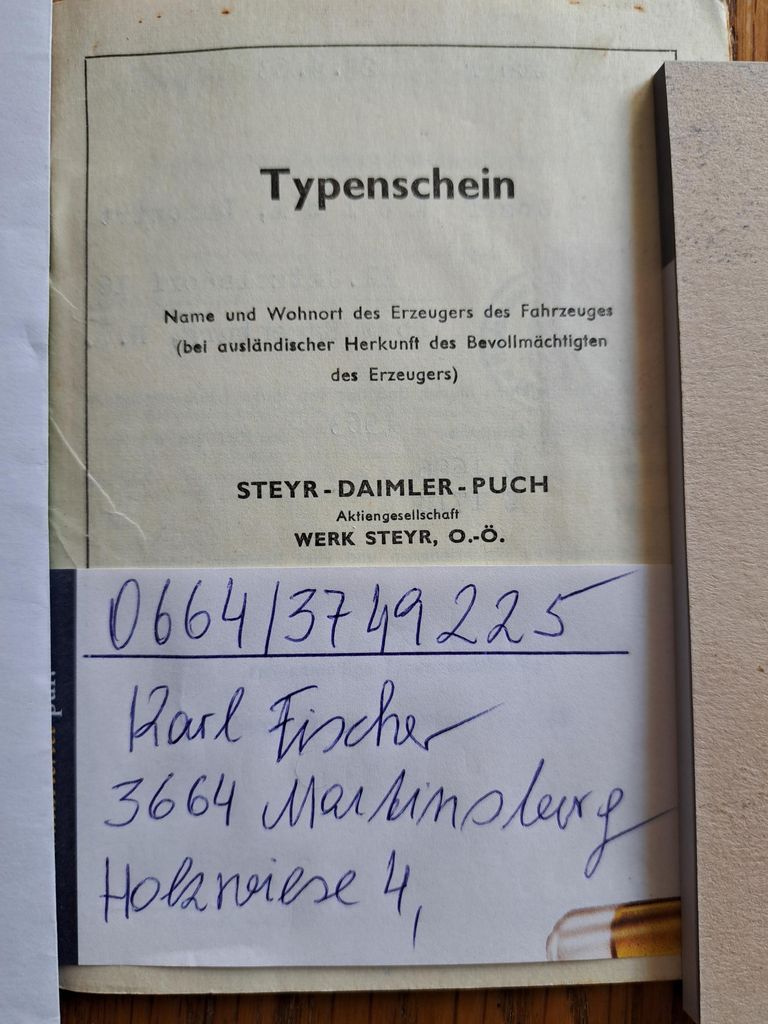 Typenschein
Name und Wohnort des Erzeugers des Fahrzeuges
(bei ausländischer Herkunft des Bevollmächtigten
des Erzeugers)
STEYR-DAIMLER-PUCH
Aktiengesellschaft
WERK STEYR, O.-Ö.
0664/3749225
Karl Fischer
3664 Martinsberg
Holzwiese 4,